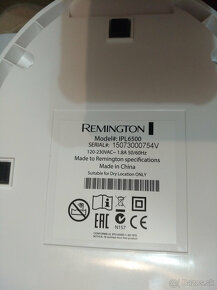 REMINGTON
Model#: IPL6500
SERIAL#: 15073000754V
120-230VAC~ 1.8A 50/60Hz
Made to Remington specifications
Made in China
Suitable for Dry Location ONLY
N157